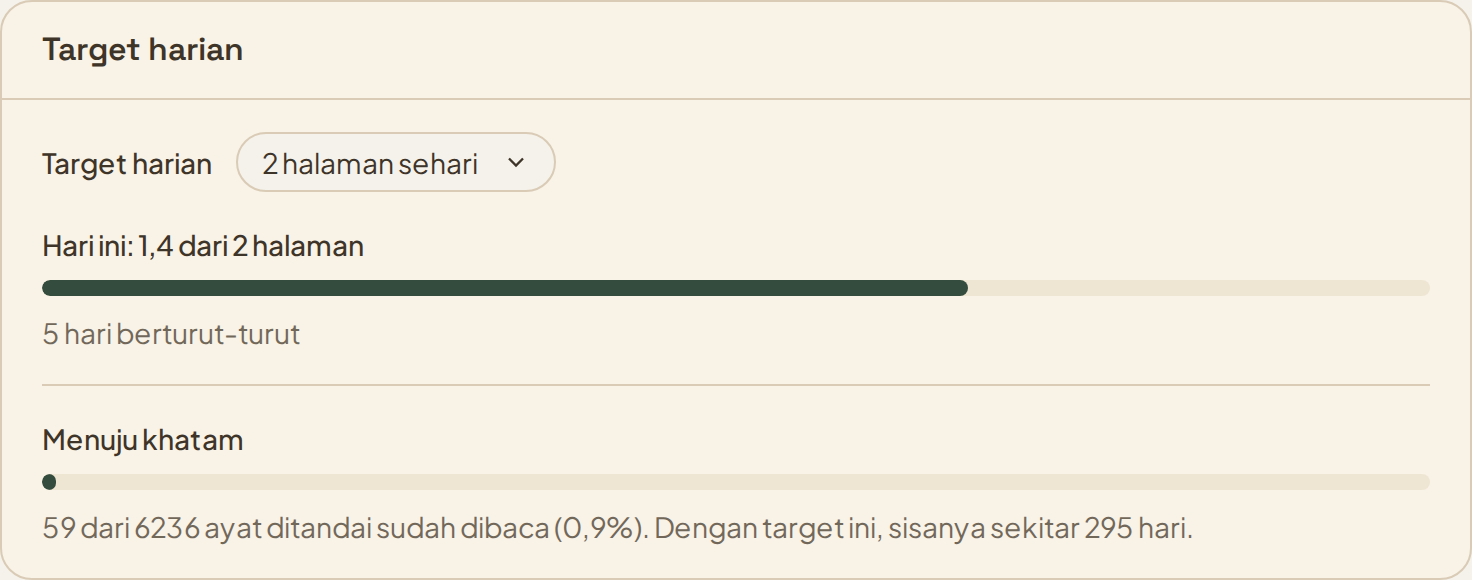 Target harian
Target harian 2 halaman sehari
Hari ini: 1,4 dari 2 halaman
5 hari berturut-turut
Menuju khatam
59 dari 6236 ayat ditandai sudah dibaca (0,9%). Dengan target ini, sisanya sekitar 295 hari.